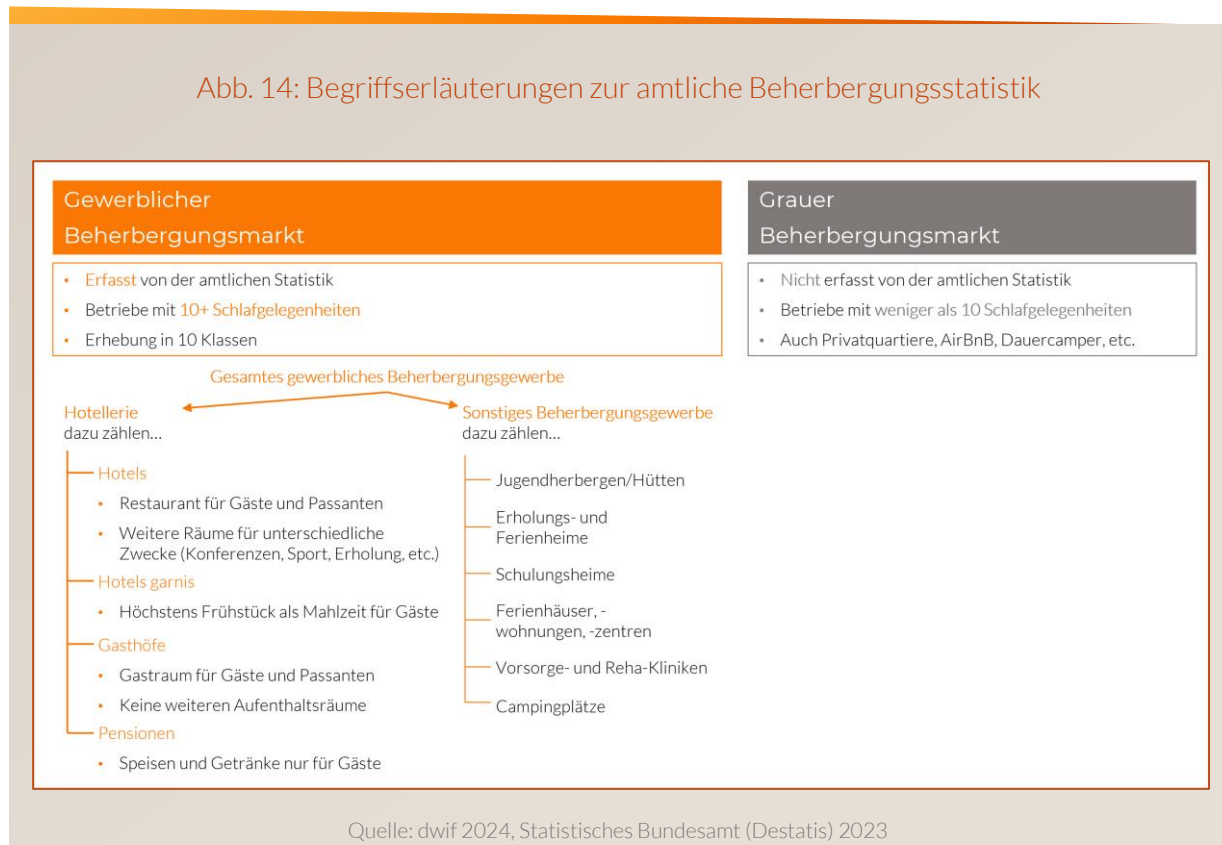 Abb. 14: Begriffserläuterungen zur amtliche Beherbergungsstatistik
Gewerblicher
Beherbergungsmarkt
• Erfasst von der amtlichen Statistik
• Betriebe mit 10+ Schlafgelegenheiten
• Erhebung in 10 Klassen
Grauer
Beherbergungsmarkt
• Nicht erfasst von der amtlichen Statistik
• Betriebe mit weniger als 10 Schlafgelegenheiten
• Auch Privatquartiere, AirBnB, Dauercamper, etc.
Gesamtes gewerbliches Beherbergungsgewerbe
Hotellerie
dazu zählen...
Hotels
• Restaurant für Gäste und Passanten
• Weitere Räume für unterschiedliche
Zwecke (Konferenzen, Sport, Erholung, etc.)
Hotels garnis
• Höchstens Frühstück als Mahlzeit für Gäste
Gasthöfe
• Gastraum für Gäste und Passanten
• Keine weiteren Aufenthaltsräume
Pensionen
• Speisen und Getränke nur für Gäste
Sonstiges Beherbergungsgewerbe
dazu zählen...
Jugendherbergen/Hütten
Erholungs- und
Ferienheime
Schulungsheime
Ferienhäuser, -
wohnungen, -zentren
Vorsorge- und Reha-Kliniken
Campingplätze
Quelle: dwif 2024, Statistisches Bundesamt (Destatis) 2023